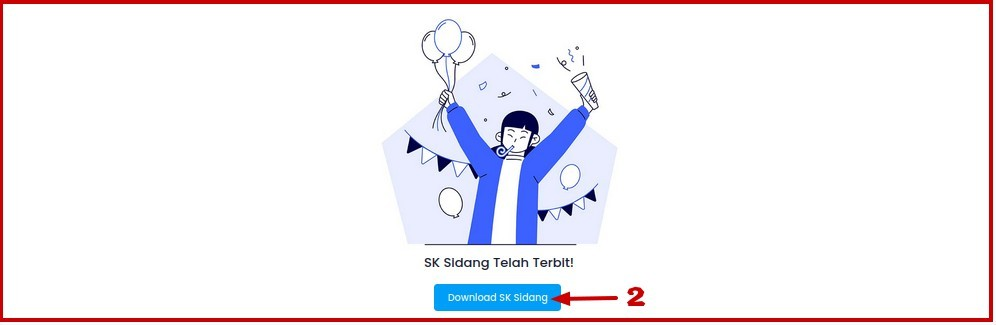 SK Sidang Telah Terbit!
Download SK Sidang
2